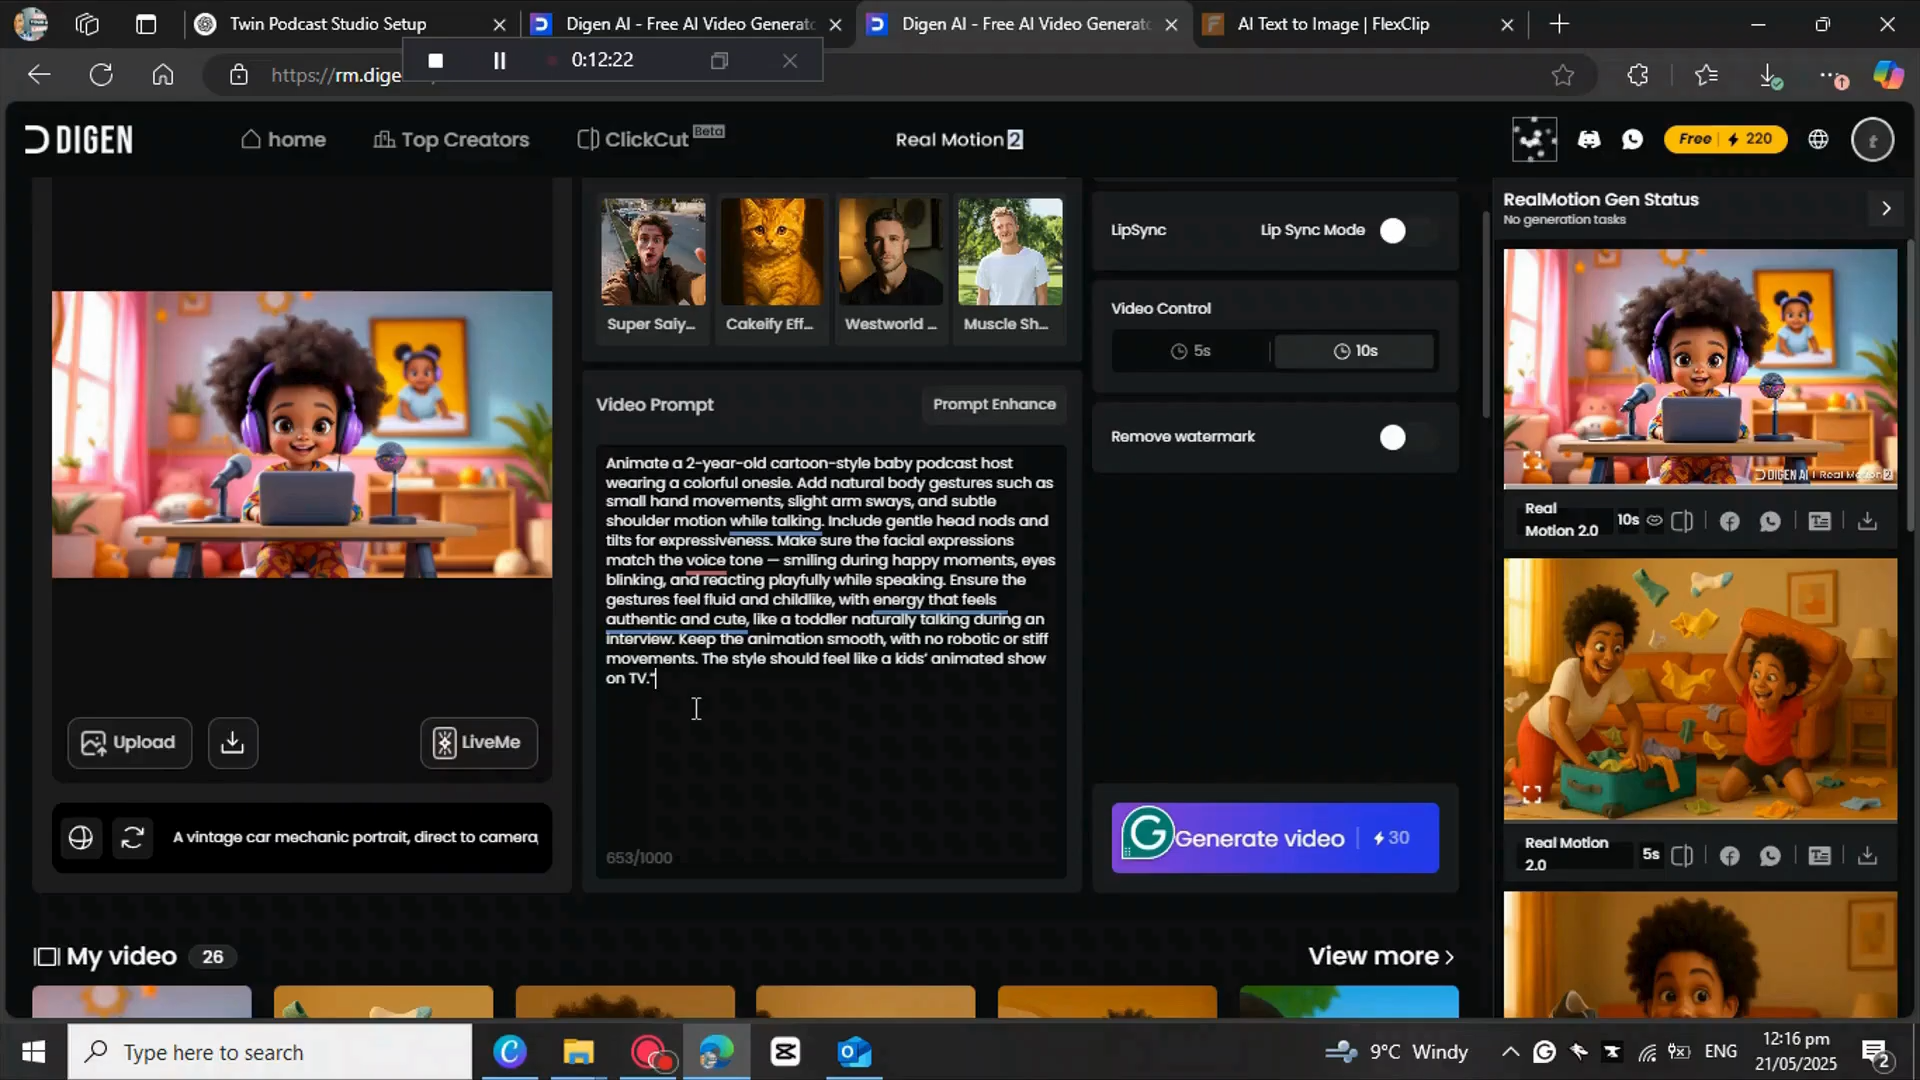 Twin Podcast Studio Setup
Digen AI - Free AI Video Generato
Digen AI - Free AI Video Generato
AI Text to Image | FlexClip
0:12:22
https://rm.dige
DIGEN
home
Top Creators
ClickCut Beta
Real Motion 2
Free 220
t
Super Saiy...
Cakeify Eff...
Westworld ...
Muscle Sh...
LipSync
Lip Sync Mode
Video Control
5s
10s
Remove watermark
Video Prompt
Prompt Enhance
Animate a 2-year-old cartoon-style baby podcast host
wearing a colorful onesie. Add natural body gestures such as
small hand movements, slight arm sways, and subtle
shoulder motion while talking. Include gentle head nods and
tilts for expressiveness. Make sure the facial expressions
match the voice tone — smiling during happy moments, eyes
blinking, and reacting playfully while speaking. Ensure the
gestures feel fluid and childlike, with energy that feels
authentic and cute, like a toddler naturally talking during an
interview. Keep the animation smooth, with no robotic or stiff
movements. The style should feel like a kids' animated show
on TV."
653/1000
Upload
LiveMe
A vintage car mechanic portrait, direct to camera,
Generate video
30
RealMotion Gen Status
No generation tasks
DIGEN AI | Real Motion 2
Real
Motion 2.0
10s
Real Motion
2.0
5s
My video 26
View more
Type here to search
9°C Windy
ENG
12:16 pm
21/05/2025
2